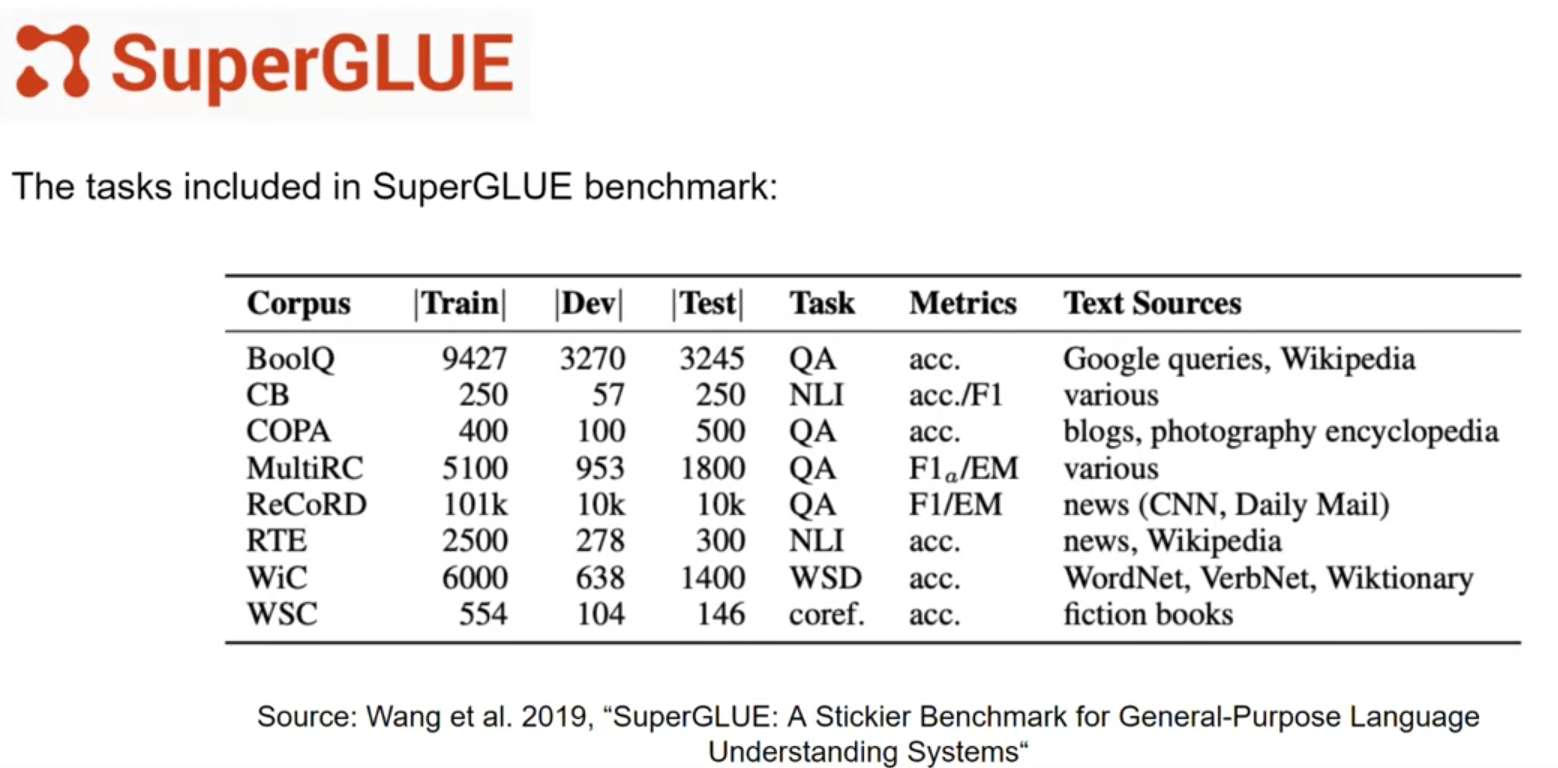 SuperGLUE
The tasks included in SuperGLUE benchmark:
Corpus |Train| |Dev| |Test| Task Metrics Text Sources
BoolQ 9427 3270 3245 QA acc. Google queries, Wikipedia
CB 250 57 250 NLI acc./F1 various
COPA 400 100 500 QA acc. blogs, photography encyclopedia
MultiRC 5100 953 1800 QA F1ₐ/EM various
ReCoRD 101k 10k 10k QA F1/EM news (CNN, Daily Mail)
RTE 2500 278 300 NLI acc. news, Wikipedia
WiC 6000 638 1400 WSD acc. WordNet, VerbNet, Wiktionary
WSC 554 104 146 coref. acc. fiction books
Source: Wang et al. 2019, “SuperGLUE: A Stickier Benchmark for General-Purpose Language
Understanding Systems“